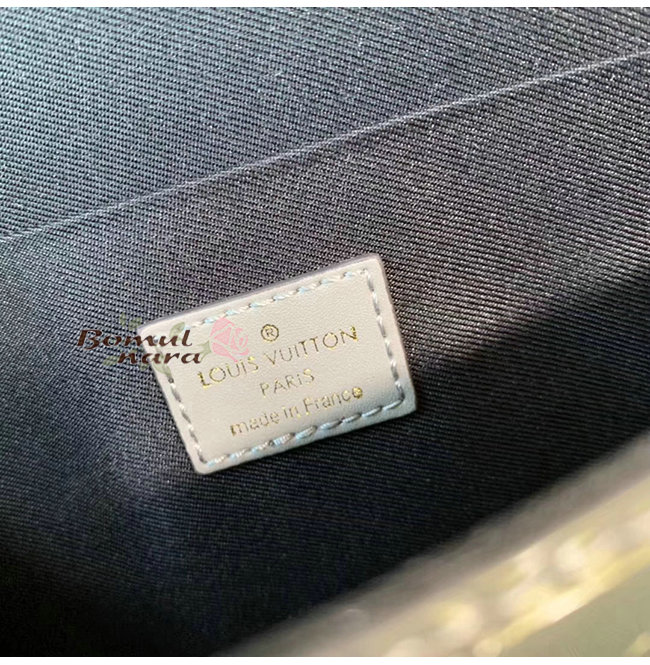 ®
LOUIS VUITTON
PARIS
made in France
Bomul
nara